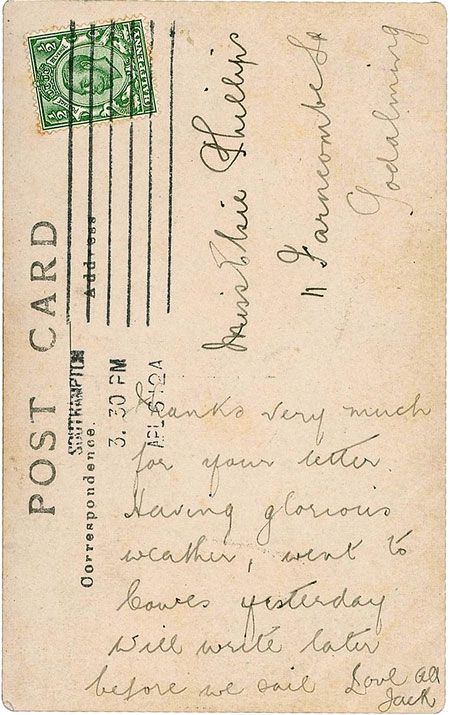 POST CARD
Address
Correspondence.
SOUTHAMPTON
3. 30 PM
APL 6 12A
Miss Elsie Phillips
11 Farncombe St
Godalming
Thanks very much
for your letter.
Having glorious
weather, went to
Cowes yesterday
Will write later
before we sail Love all
Jack